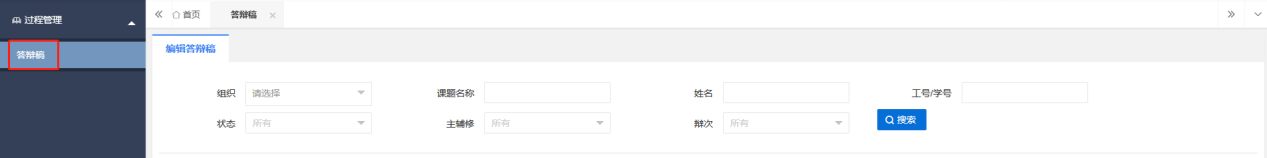 过程管理
首页 答辩稿
答辩稿
编辑答辩稿
组织 请选择 课题名称 姓名 工号/学号
状态 所有 主辅修 所有 辩次 所有 搜索